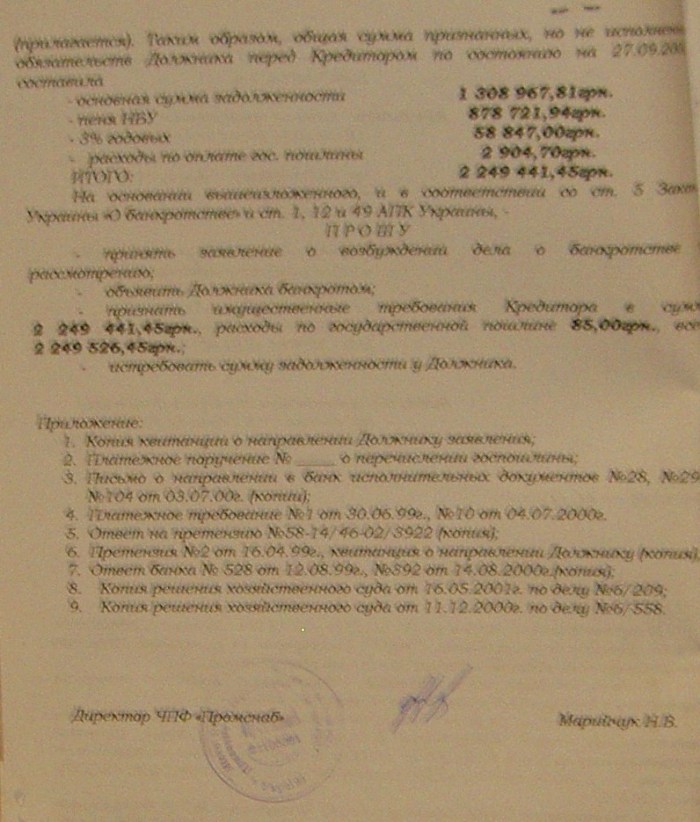 (прилагается). Таким образом, общая сумма признанных, но не исполнен
обязательств Должника перед Кредитором по состоянию на 27.09.20
составила
- основная сумма задолженности 1 308 967,81грн.
- пеня НБУ 878 721,94грн.
- 3% годовых 58 847,00грн.
- расходы по оплате гос. пошлины 2 904,70грн.
ИТОГО: 2 249 441,45грн.
На основании вышеизложенного, и в соответствии со ст. 5 Зако
Украины «О банкротстве» и ст. 1, 12 и 49 АПК Украины, -
П Р О Ш У
- принять заявление о возбуждении дела о банкротстве
рассмотрению;
- объявить Должника банкротом;
- признать имущественные требования Кредитора в сум
2 249 441,45грн., расходы по государственной пошлине 85,00грн., все
2 249 526,45грн.;
- истребовать сумму задолженности у Должника.
Приложение:
1. Копия квитанции о направлении Должнику заявления;
2. Платежное поручение № _____ о перечислении госпошлины;
3. Письмо о направлении в банк исполнительных документов №28, №29
№104 от 03.07.00г. (копии);
4. Платежное требование №1 от 30.06.99г., №10 от 04.07.2000г.
5. Ответ на претензию №58-14/46-02/3922 (копия);
6. Претензия №2 от 16.04.99г., квитанция о направлении Должнику (копия)
7. Ответ банка № 528 от 12.08.99г., №392 от 14.08.2000г.(копия);
8. Копия решения хозяйственного суда от 16.05.2001г. по делу №6/209;
9. Копия решения хозяйственного суда от 11.12.2000г. по делу №6/558.
Директор ЧПФ «Промснаб» Марийчук Н.В.